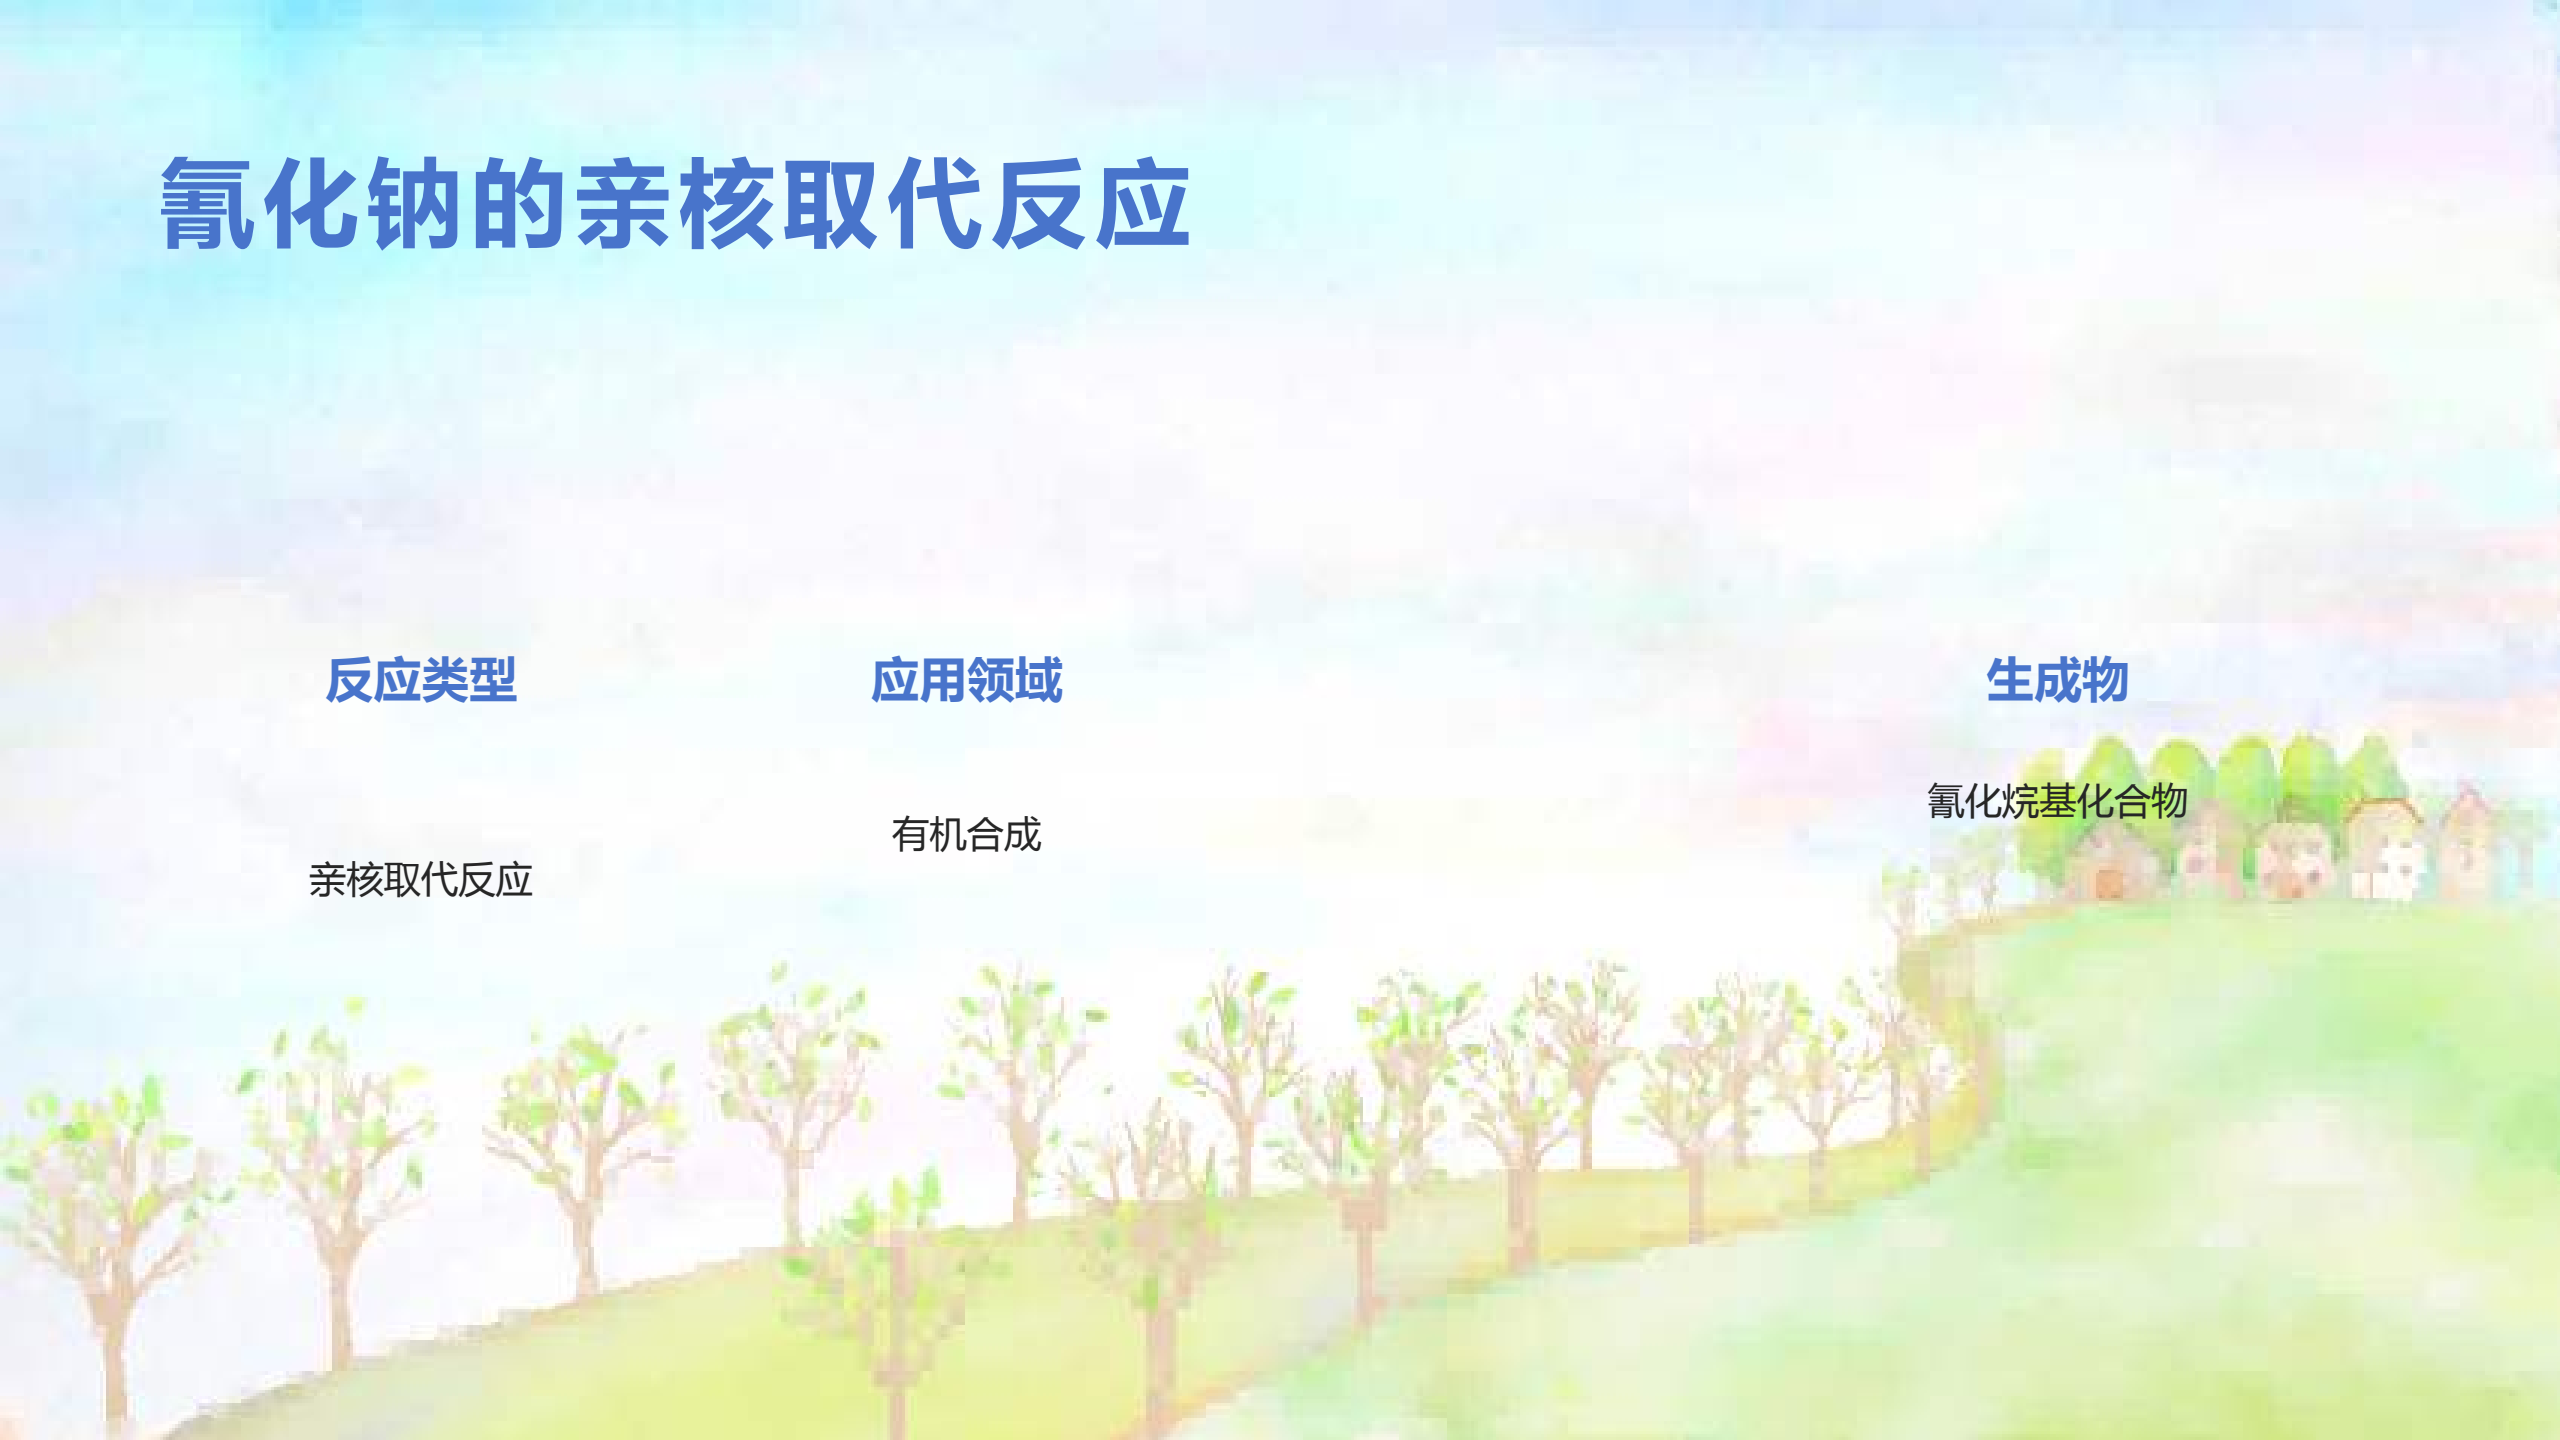 氰化钠的亲核取代反应
反应类型
亲核取代反应
应用领域
有机合成
生成物
氰化烷基化合物